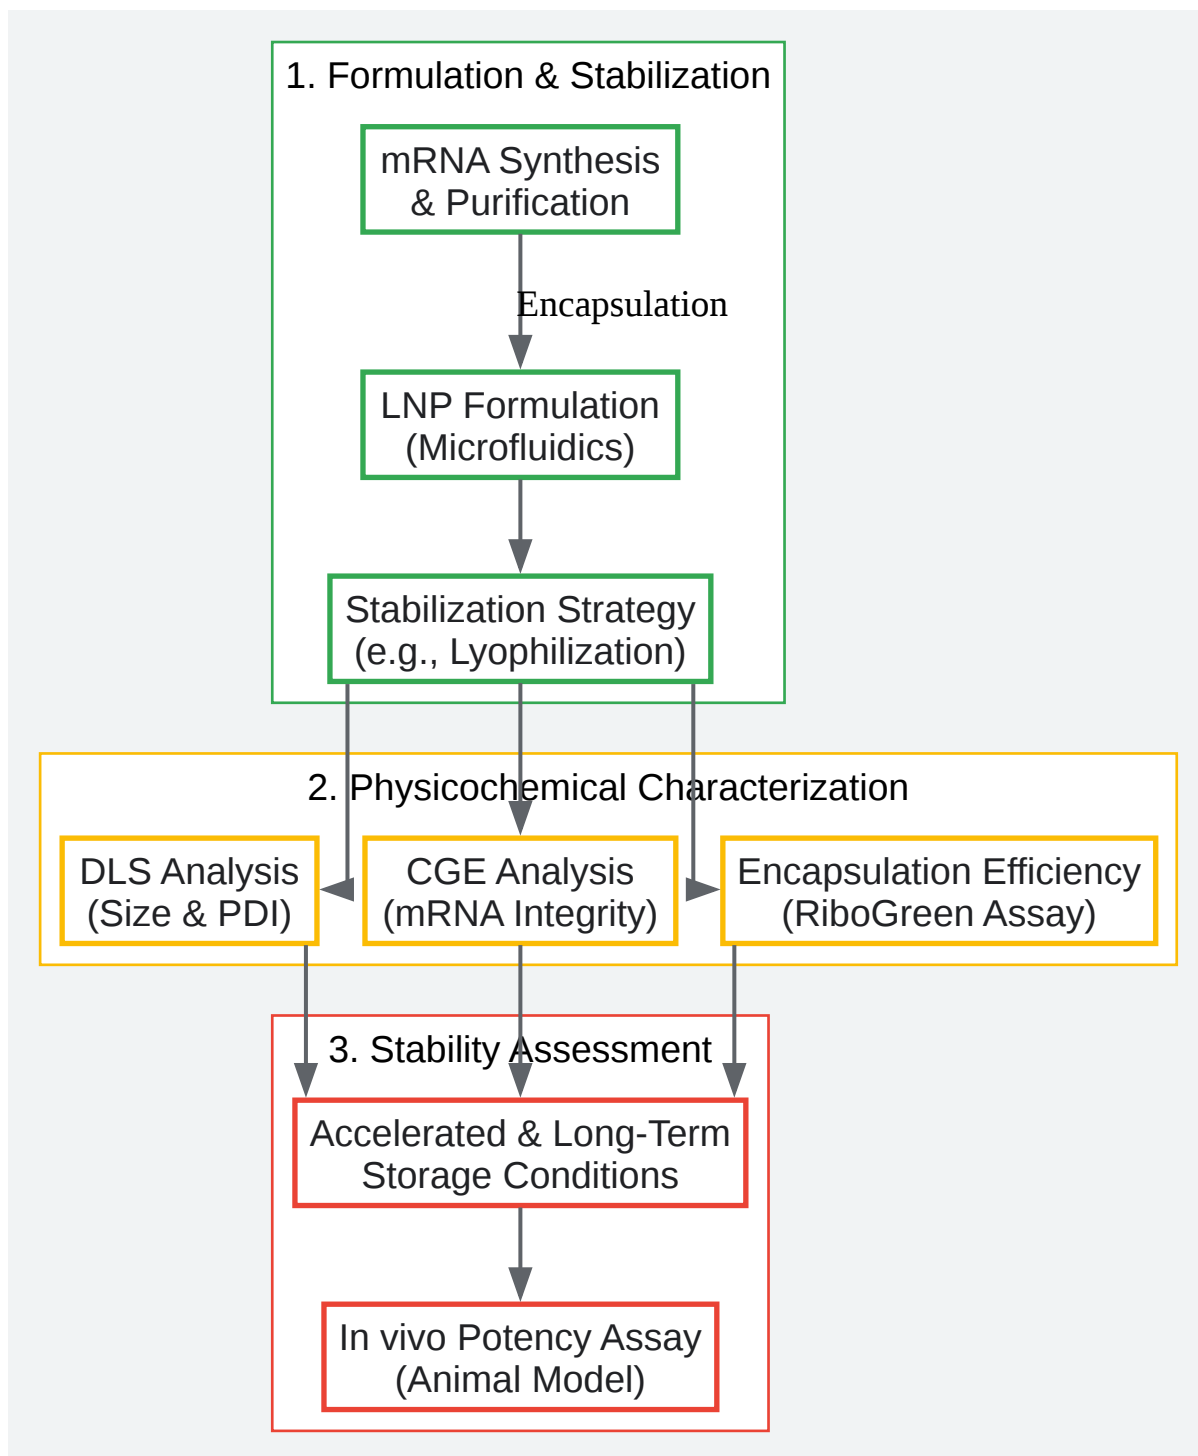 1. Formulation & Stabilization
mRNA Synthesis
& Purification
Encapsulation
LNP Formulation
(Microfluidics)
Stabilization Strategy
(e.g., Lyophilization)
2. Physicochemical Characterization
DLS Analysis
(Size & PDI)
CGE Analysis
(mRNA Integrity)
Encapsulation Efficiency
(RiboGreen Assay)
3. Stability Assessment
Accelerated & Long-Term
Storage Conditions
In vivo Potency Assay
(Animal Model)